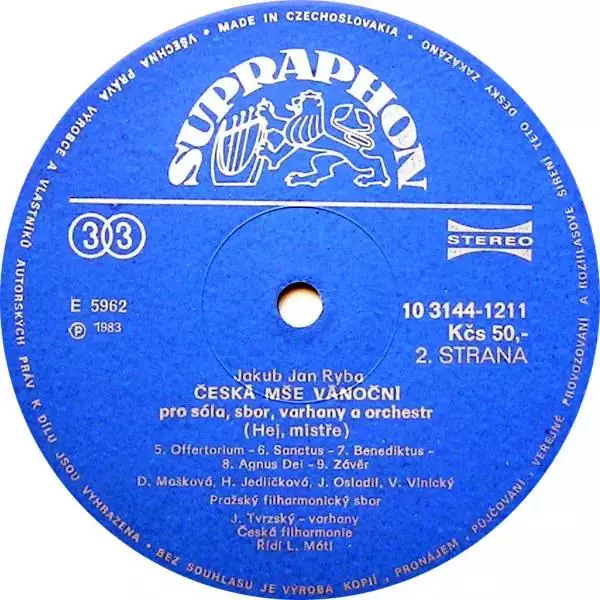 VŠECHNA PRÁVA VÝROBCE A VLASTNÍKŮ AUTORSKÝCH PRÁV K DÍLU JSOU VYHRAZENA • BEZ SOUHLASU JE VÝROBA KOPIÍ, PRONÁJEM, PŮJČOVÁNÍ, VEŘEJNÉ PROVOZOVÁNÍ A ROZHLASOVÉ ŠÍŘENÍ TÉTO DESKY ZAKÁZÁNO • MADE IN CZECHOSLOVAKIA •
SUPRAPHON
33
STEREO
E 5962
℗ 1983
10 3144-1211
Kčs 50,-
2. STRANA
Jakub Jan Ryba
ČESKÁ MŠE VÁNOČNÍ
pro sóla, sbor, varhany a orchestr
(Hej, mistře)
5. Offertorium - 6. Sanctus - 7. Benediktus -
8. Agnus Dei - 9. Závěr
D. Mašková, H. Jedličková, J. Osladil, V. Vlnický
Pražský filharmonický sbor
J. Tvrzský - varhany
Česká filharmonie
Řídí L. Mátl